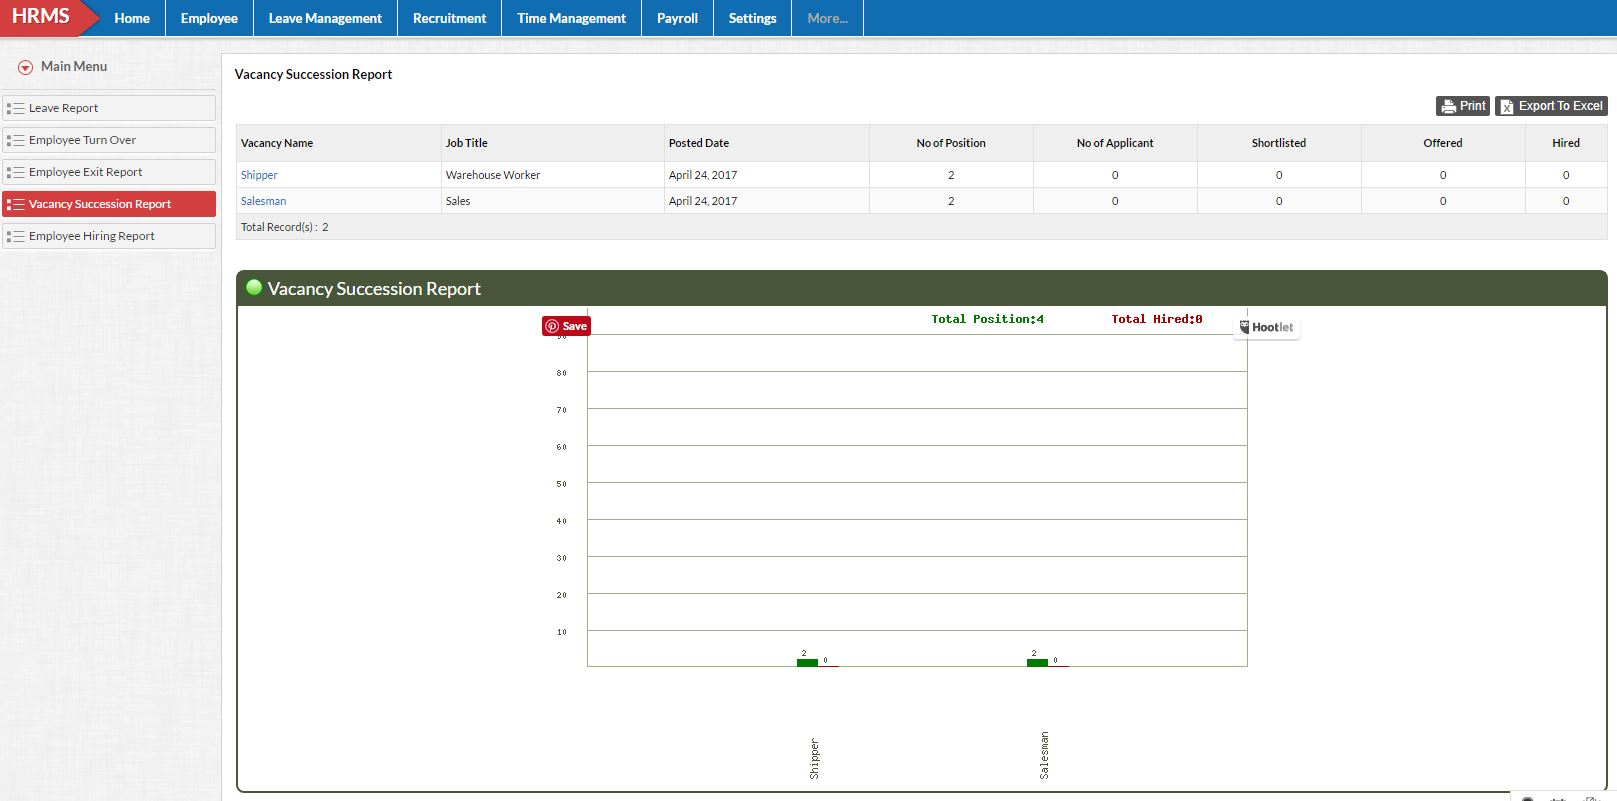 HRMS Home Employee Leave Management Recruitment Time Management Payroll Settings More...
Main Menu
Leave Report
Employee Turn Over
Employee Exit Report
Vacancy Succession Report
Employee Hiring Report
Vacancy Succession Report
Print Export To Excel
Vacancy Name Job Title Posted Date No of Position No of Applicant Shortlisted Offered Hired
Shipper Warehouse Worker April 24, 2017 2 0 0 0 0
Salesman Sales April 24, 2017 2 0 0 0 0
Total Record(s) : 2
Vacancy Succession Report
Total Position:4 Total Hired:0
Save
Hootlet
90
80
70
60
50
40
30
20
10
2 0 2 0
Shipper
Salesman